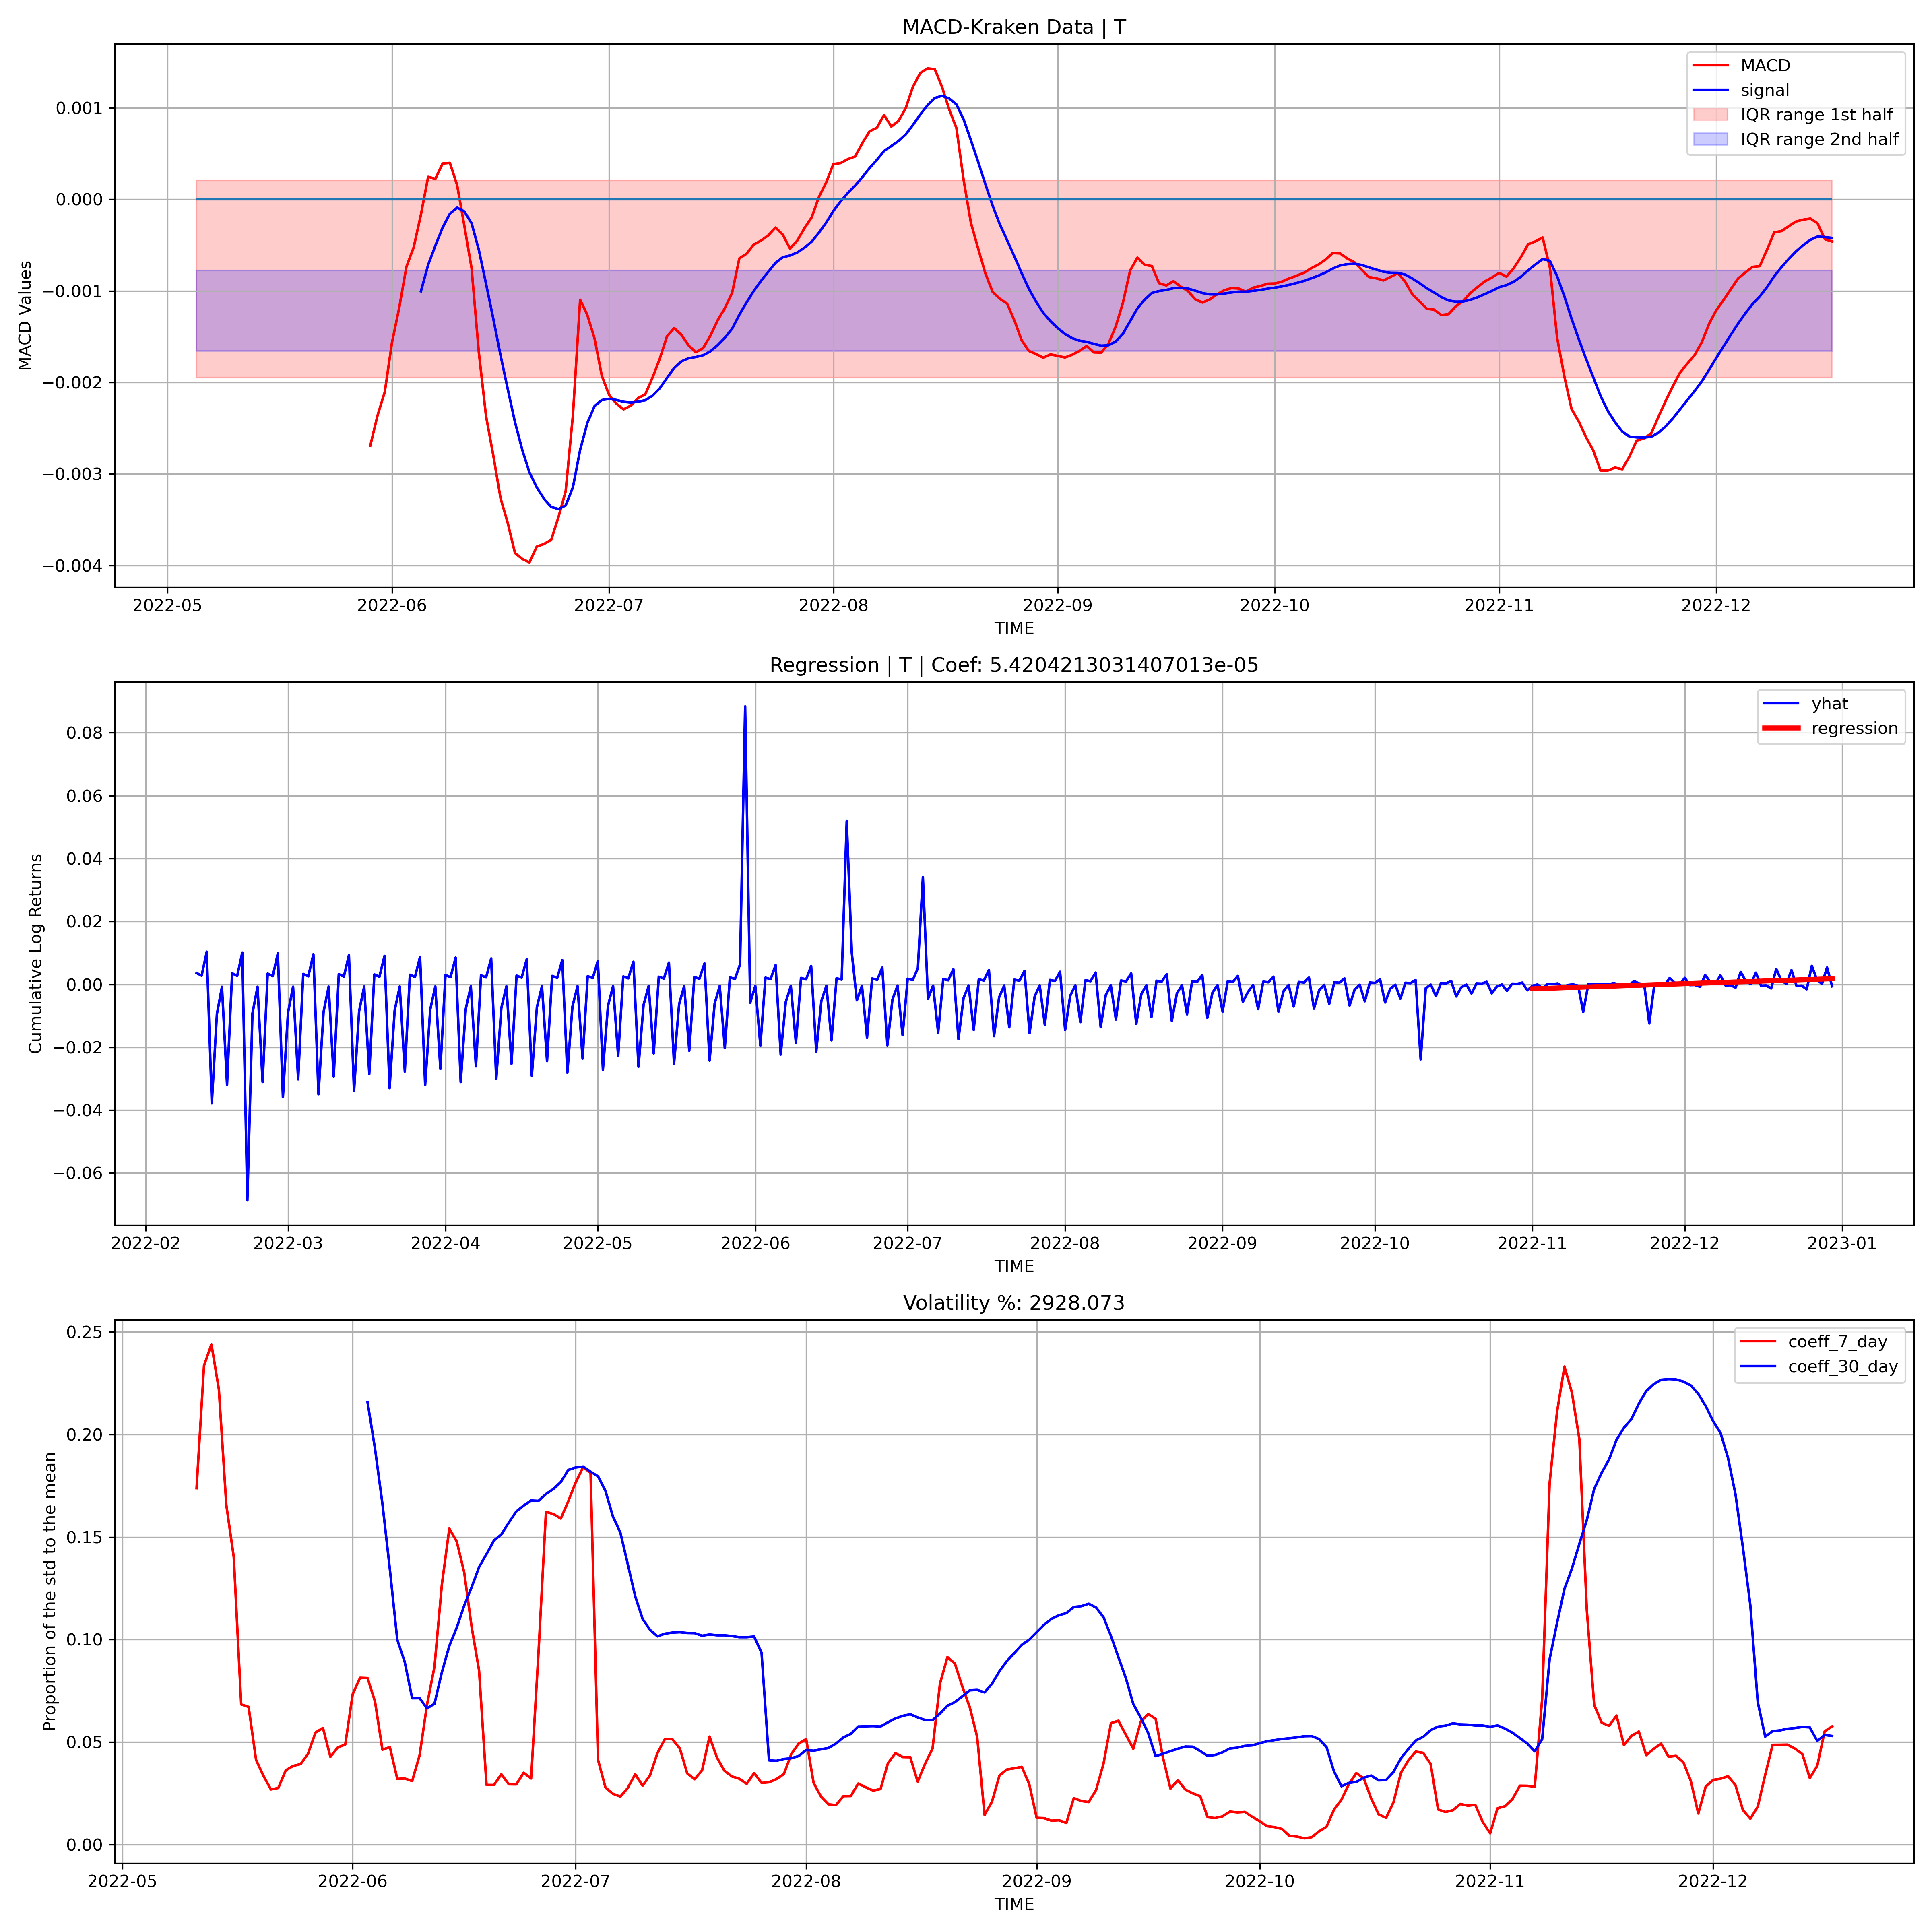 MACD-Kraken Data | T
MACD
signal
IQR range 1st half
IQR range 2nd half
MACD Values
0.001
0.000
−0.001
−0.002
−0.003
−0.004
2022-05 2022-06 2022-07 2022-08 2022-09 2022-10 2022-11 2022-12
TIME
Regression | T | Coef: 5.4204213031407013e-05
yhat
regression
Cumulative Log Returns
0.08
0.06
0.04
0.02
0.00
−0.02
−0.04
−0.06
2022-02 2022-03 2022-04 2022-05 2022-06 2022-07 2022-08 2022-09 2022-10 2022-11 2022-12 2023-01
TIME
Volatility %: 2928.073
coeff_7_day
coeff_30_day
Proportion of the std to the mean
0.25
0.20
0.15
0.10
0.05
0.00
2022-05 2022-06 2022-07 2022-08 2022-09 2022-10 2022-11 2022-12
TIME